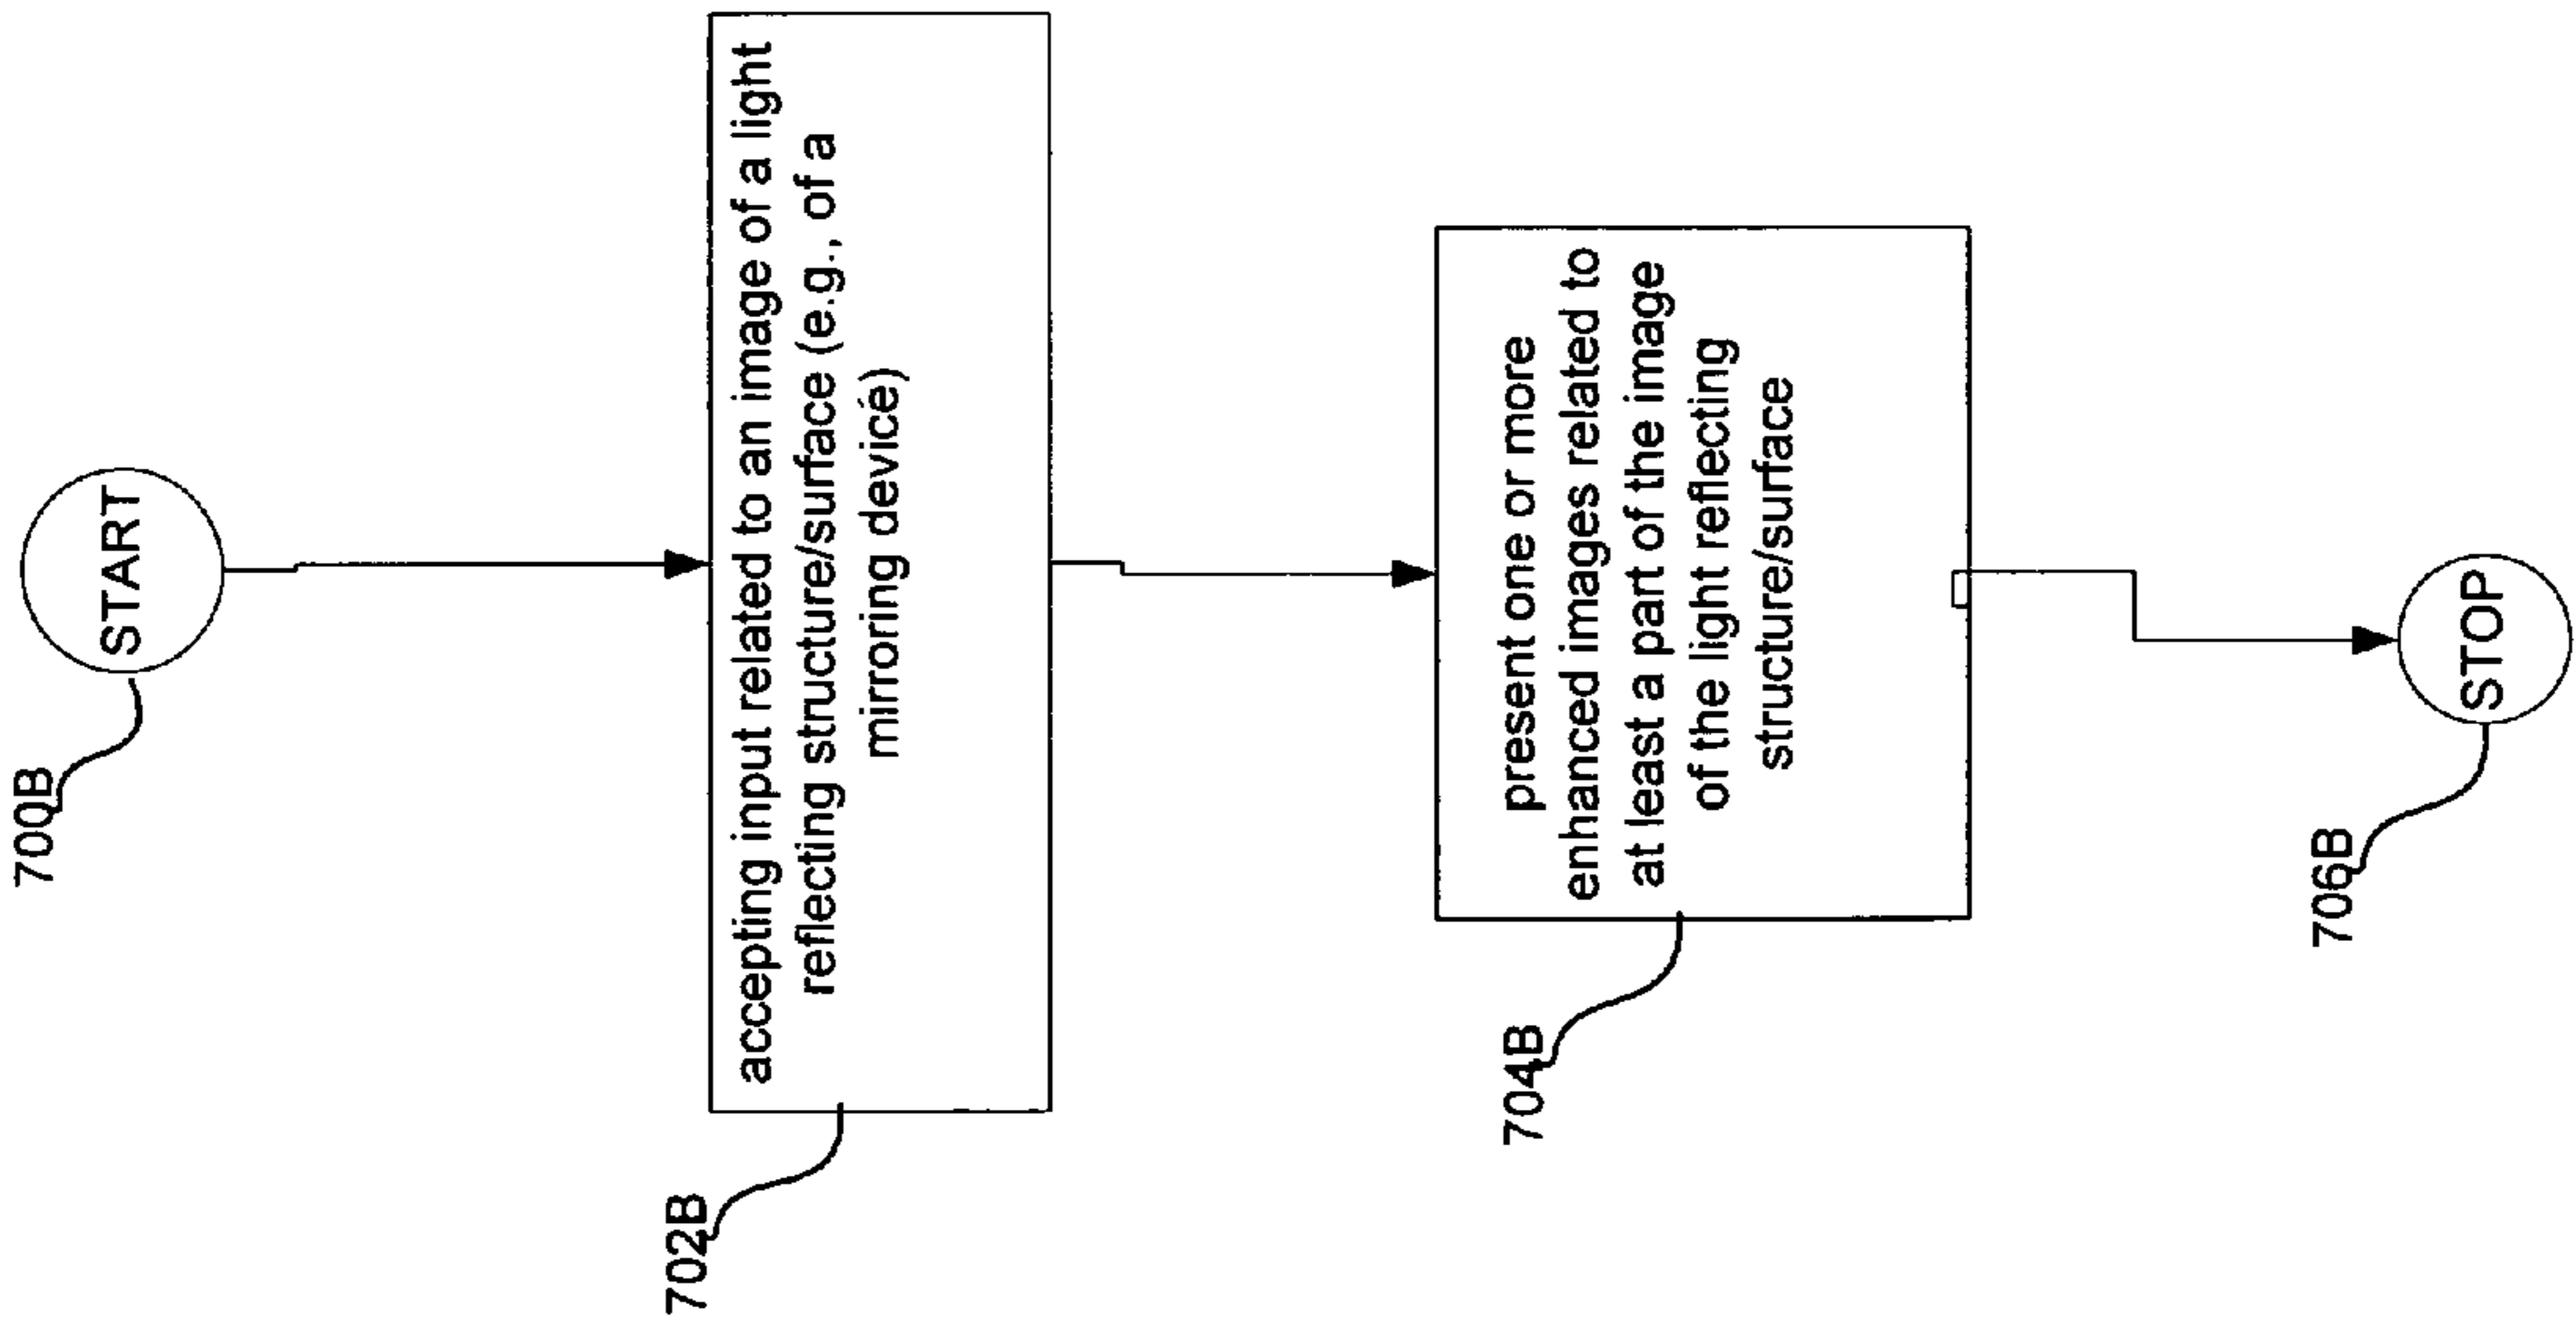 700B
START
702B
accepting input related to an image of a light
reflecting structure/surface (e.g., of a
mirroring device)
704B
present one or more
enhanced images related to
at least a part of the image
of the light reflecting
structure/surface
706B
STOP